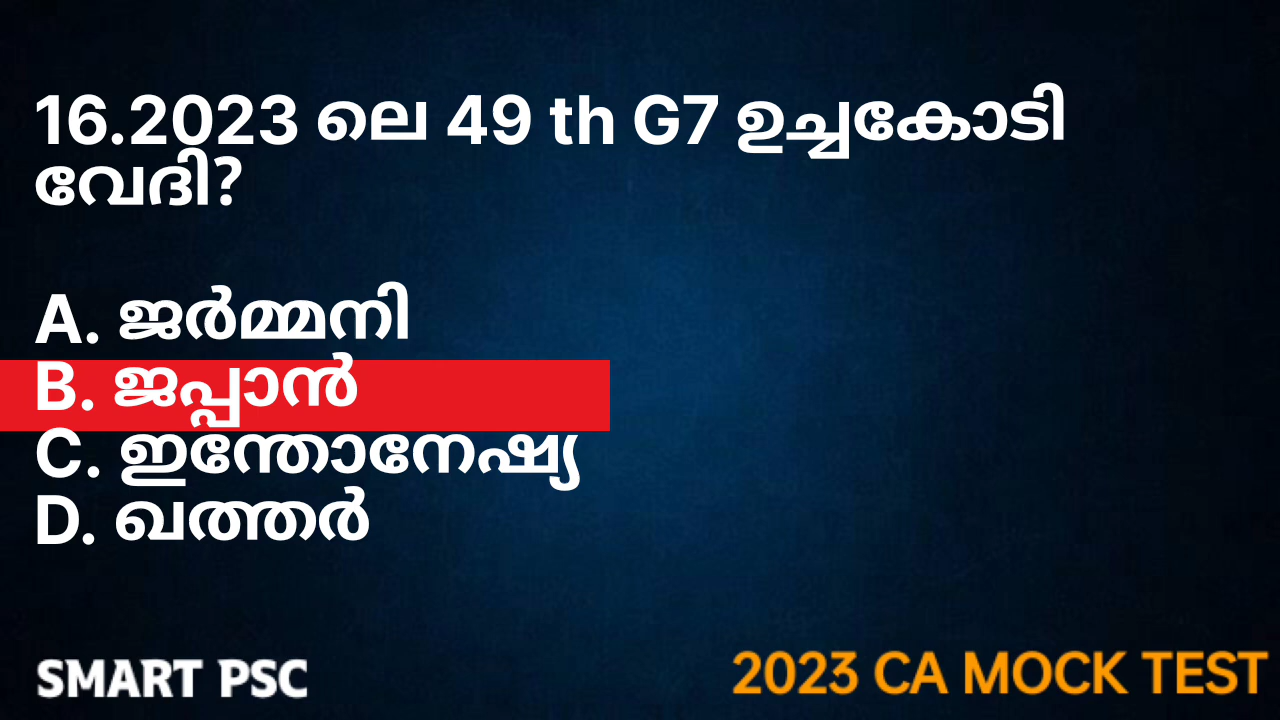 16.2023 ലെ 49 th G7 ഉച്ചകോടി
വേദി?
A. ജർമ്മനി
B. ജപ്പാൻ
C. ഇന്തോനേഷ്യ
D. ഖത്തർ
SMART PSC
2023 CA MOCK TEST